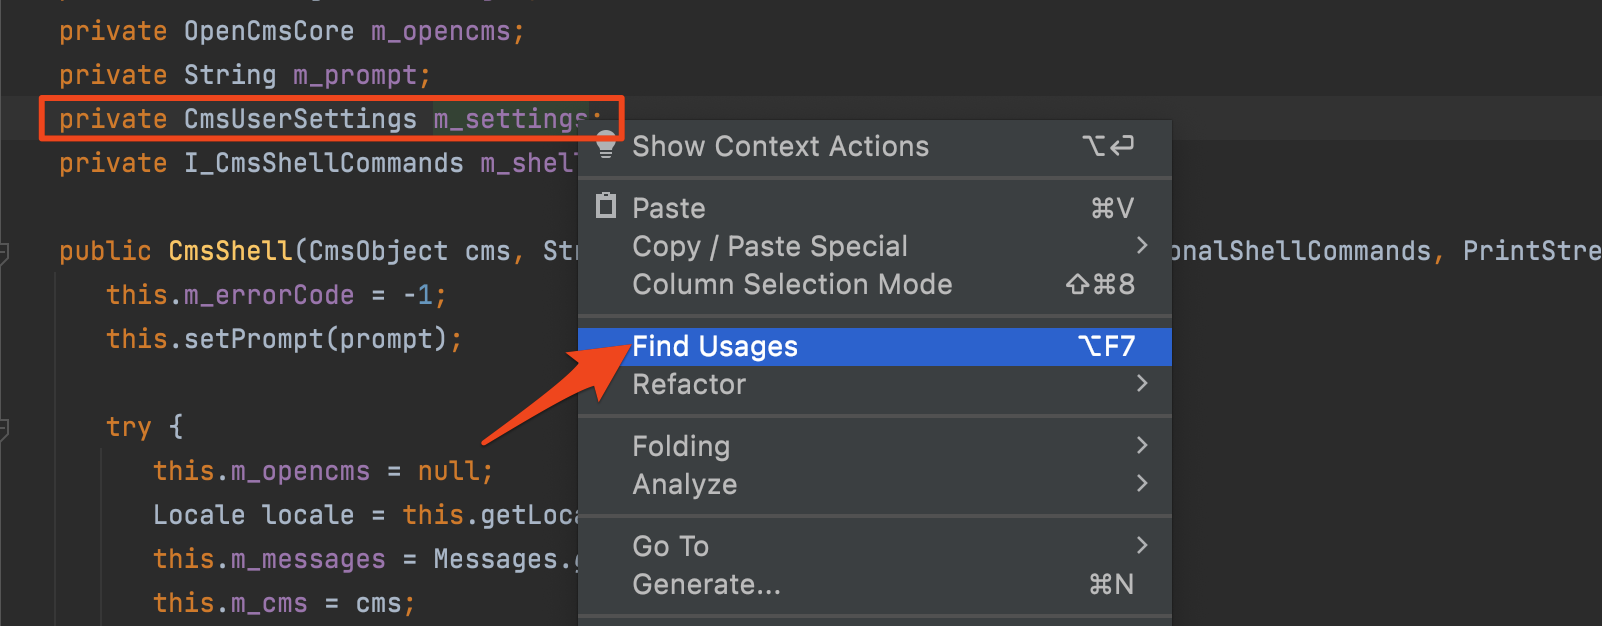 private OpenCmsCore m_opencms;
private String m_prompt;
private CmsUserSettings m_settings;
private I_CmsShellCommands m_shell
public CmsShell(CmsObject cms, Str onalShellCommands, PrintStre
this.m_errorCode = -1;
this.setPrompt(prompt);
try {
this.m_opencms = null;
Locale locale = this.getLoca
this.m_messages = Messages.g
this.m_cms = cms;
Show Context Actions ⌥⏎
Paste ⌘V
Copy / Paste Special >
Column Selection Mode ⇧⌘8
Find Usages ⌥F7
Refactor >
Folding >
Analyze >
Go To >
Generate... ⌘N